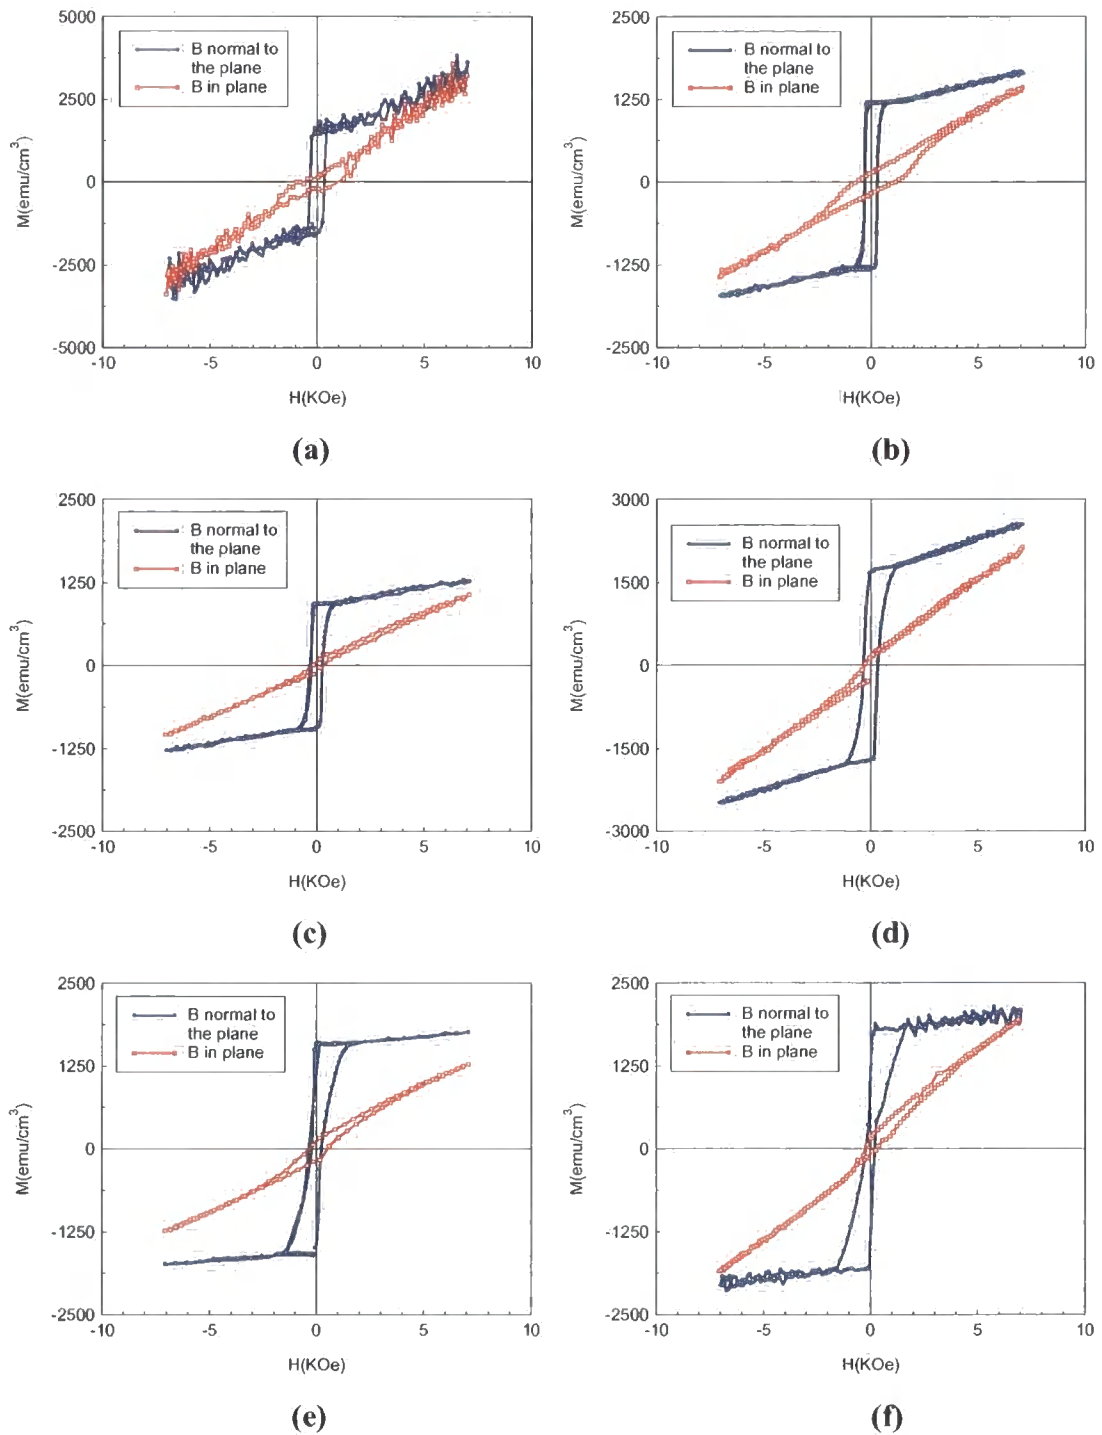 5000
2500
0
-2500
-5000
M(emu/cm³)
B normal to
the plane
B in plane
-10 -5 0 5 10
H(KOe)
(a)
2500
1250
0
-1250
-2500
M(emu/cm³)
B normal to
the plane
B in plane
-10 -5 0 5 10
H(KOe)
(b)
2500
1250
0
-1250
-2500
M(emu/cm³)
B normal to
the plane
B in plane
-10 -5 0 5 10
H(KOe)
(c)
3000
1500
0
-1500
-3000
M(emu/cm³)
B normal to
the plane
B in plane
-10 -5 0 5 10
H(KOe)
(d)
2500
1250
0
-1250
-2500
M(emu/cm³)
B normal to
the plane
B in plane
-10 -5 0 5 10
H(KOe)
(e)
2500
1250
0
-1250
-2500
M(emu/cm³)
B normal to
the plane
B in plane
-10 -5 0 5 10
H(KOe)
(f)